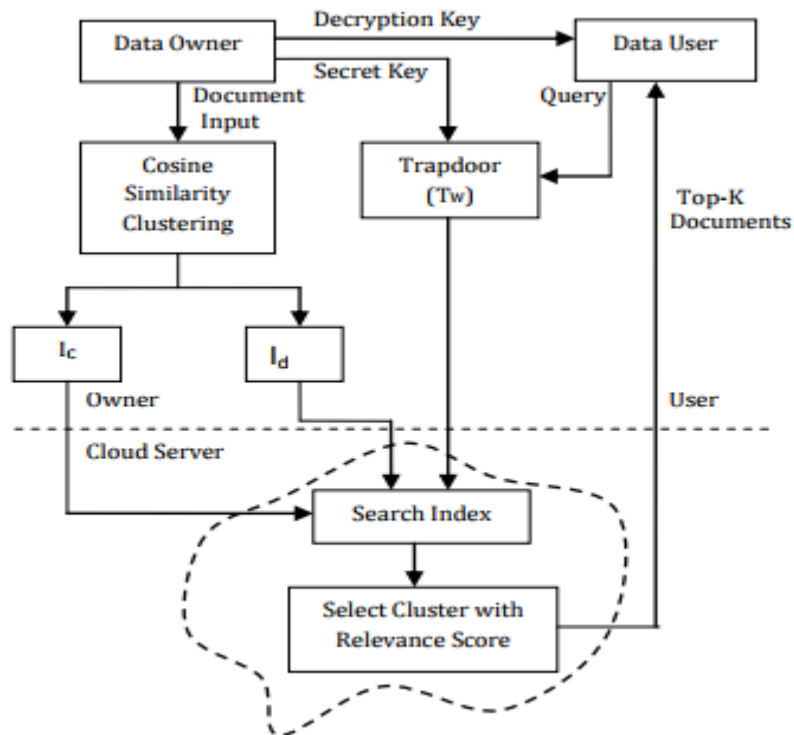 Decryption Key
Data Owner
Data User
Secret Key
Document
Input
Query
Cosine
Similarity
Clustering
Trapdoor
(Tw)
Top-K
Documents
Ic
Id
Owner
User
Cloud Server
Search Index
Select Cluster with
Relevance Score